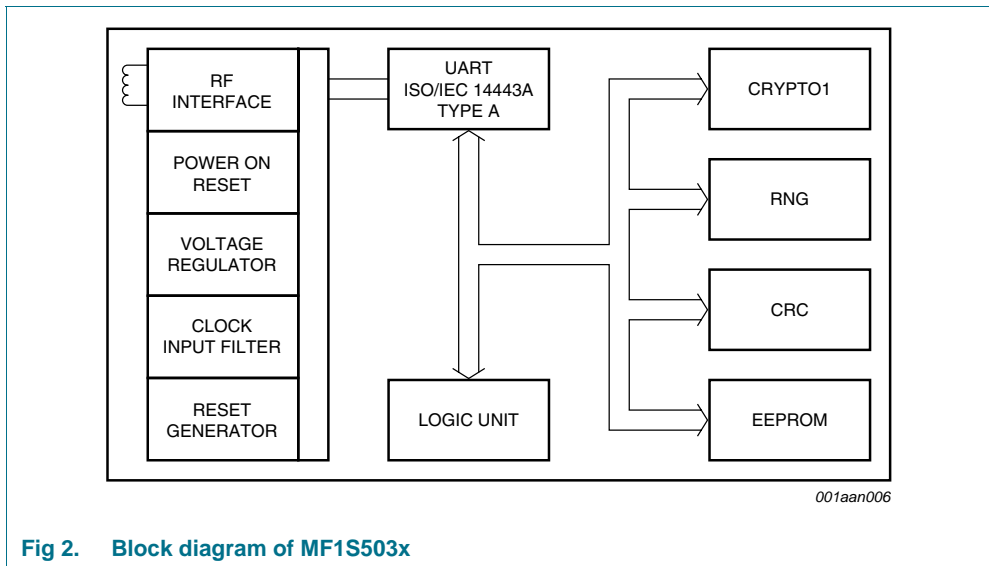 RF
INTERFACE
POWER ON
RESET
VOLTAGE
REGULATOR
CLOCK
INPUT FILTER
RESET
GENERATOR
UART
ISO/IEC 14443A
TYPE A
LOGIC UNIT
CRYPTO1
RNG
CRC
EEPROM
001aan006
Fig 2. Block diagram of MF1S503x